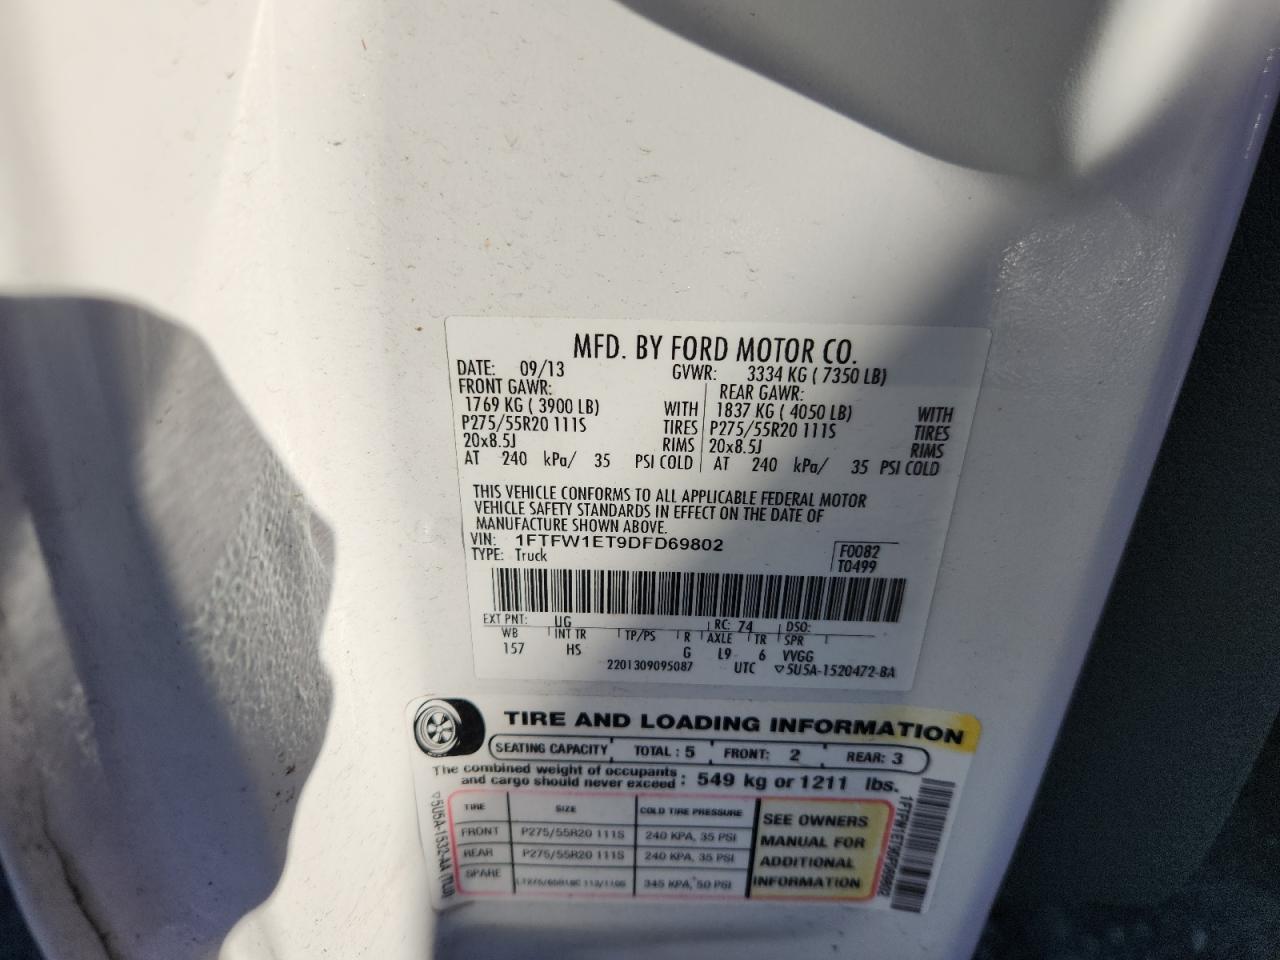 MFD. BY FORD MOTOR CO.
DATE: 09/13 GVWR: 3334 KG ( 7350 LB)
FRONT GAWR: REAR GAWR:
1769 KG ( 3900 LB) WITH 1837 KG ( 4050 LB) WITH
P275/55R20 111S TIRES P275/55R20 111S TIRES
20x8.5J RIMS 20x8.5J RIMS
AT 240 kPa/ 35 PSI COLD AT 240 kPa/ 35 PSI COLD
THIS VEHICLE CONFORMS TO ALL APPLICABLE FEDERAL MOTOR
VEHICLE SAFETY STANDARDS IN EFFECT ON THE DATE OF
MANUFACTURE SHOWN ABOVE.
VIN: 1FTFW1ET9DFD69802 F0082
TYPE: Truck T0499
EXT PNT: UG RC: 74 DSO:
WB INT TR TP/PS R AXLE TR SPR
157 HS G L9 6 VVGG
2201309095087 UTC ▽5U5A-1520472-BA
TIRE AND LOADING INFORMATION
SEATING CAPACITY TOTAL : 5 FRONT: 2 REAR: 3
The combined weight of occupants
and cargo should never exceed : 549 kg or 1211 lbs.
TIRE SIZE COLD TIRE PRESSURE
FRONT P275/55R20 111S 240 KPA, 35 PSI
REAR P275/55R20 111S 240 KPA, 35 PSI
SPARE 345 KPA, 50 PSI
SEE OWNERS
MANUAL FOR
ADDITIONAL
INFORMATION
▽5U5A-1532-AA